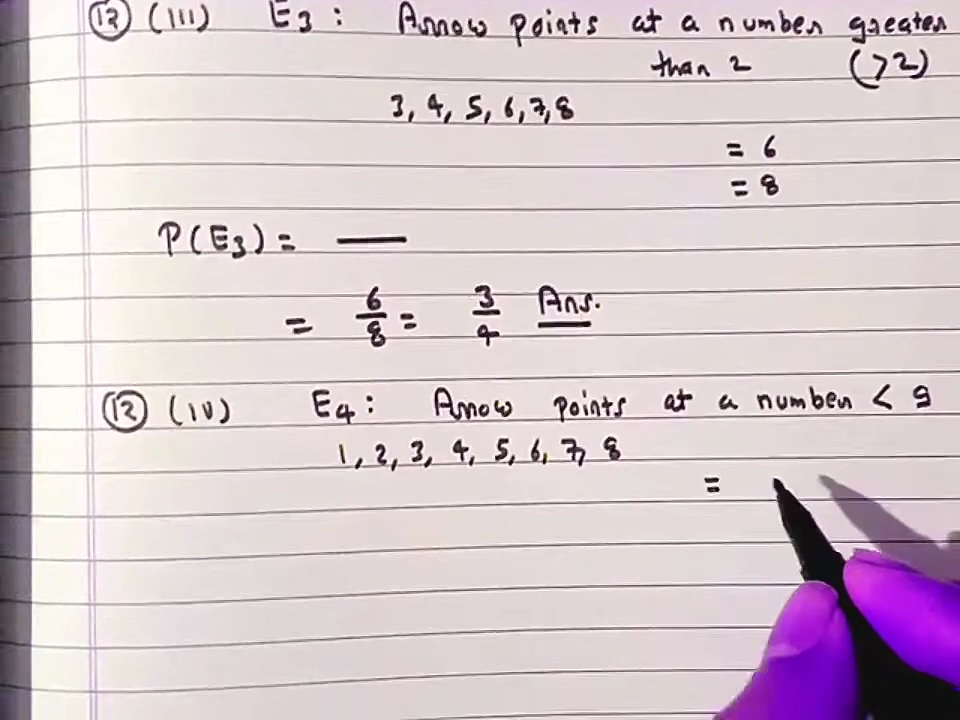 12 (iii) E3 : Arrow points at a number greater
than 2 (>2)
3, 4, 5, 6, 7, 8
= 6
= 8
P(E3) = ——
= 6/8 = 3/4 Ans.
12 (iv) E4 : Arrow points at a number < 9
1, 2, 3, 4, 5, 6, 7, 8
=